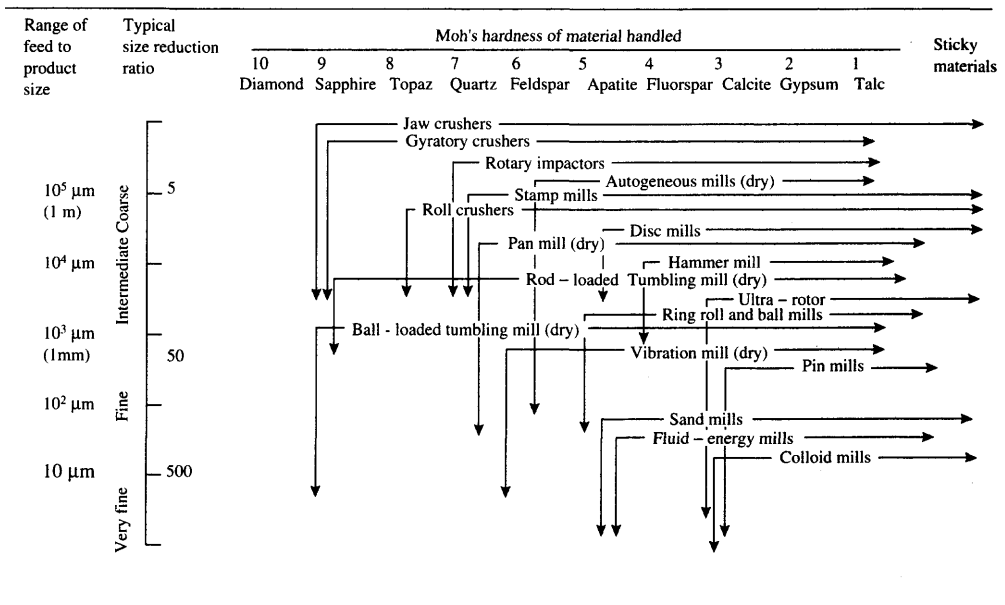 Range of
feed to
product
size
Typical
size reduction
ratio
Moh's hardness of material handled
Sticky
materials
10 9 8 7 6 5 4 3 2 1
Diamond Sapphire Topaz Quartz Feldspar Apatite Fluorspar Calcite Gypsum Talc
Jaw crushers
Gyratory crushers
Rotary impactors
Autogeneous mills (dry)
Stamp mills
Roll crushers
Disc mills
Pan mill (dry)
Hammer mill
Rod – loaded Tumbling mill (dry)
Ultra – rotor
Ring roll and ball mills
Ball - loaded tumbling mill (dry)
Vibration mill (dry)
Pin mills
Sand mills
Fluid – energy mills
Colloid mills
10⁵ µm
(1 m)
10⁴ µm
10³ µm
(1mm)
10² µm
10 µm
Coarse
Intermediate
Fine
Very fine
5
50
500